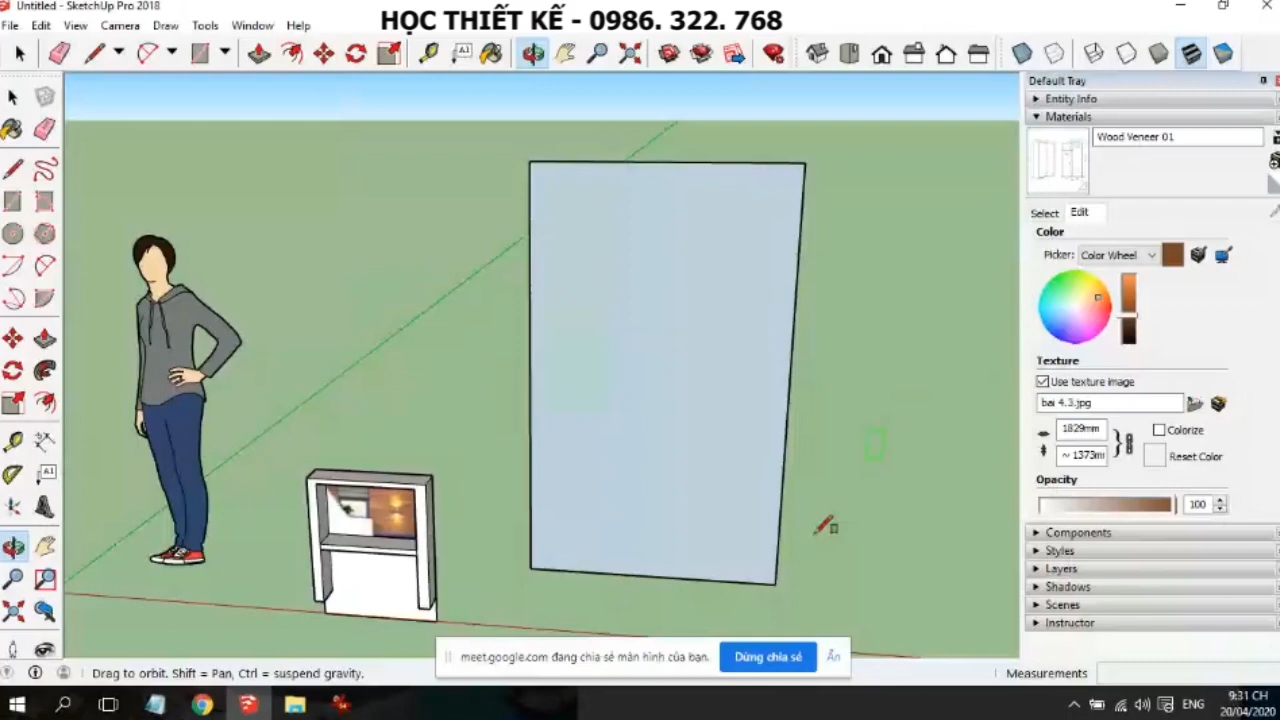 Untitled - SketchUp Pro 2018
HỌC THIẾT KẾ - 0986. 322. 768
File Edit View Camera Draw Tools Window Help
A1
Default Tray
Entity Info
Materials
Wood Veneer 01
Select Edit
Color
Picker: Color Wheel
Texture
Use texture image
bai 4.3.jpg
1829mm
Colorize
~ 1373m
Reset Color
A1
Opacity
100
Components
Styles
Layers
Shadows
Scenes
Instructor
meet.google.com đang chia sẻ màn hình của bạn.
Dừng chia sẻ
Ẩn
Drag to orbit. Shift = Pan, Ctrl = suspend gravity.
Measurements
ENG
9:31 CH
20/04/2020